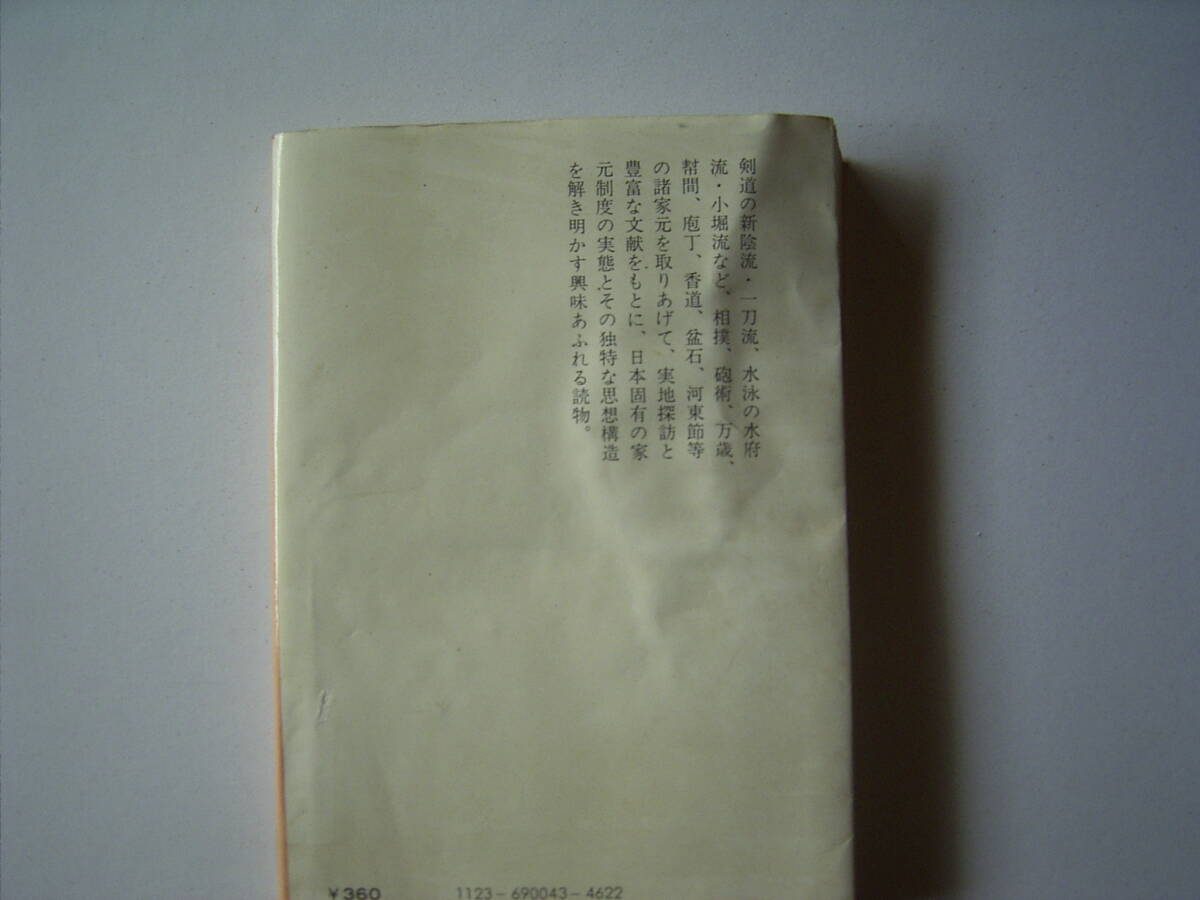 剣道の新陰流・一刀流、水泳の水府
流・小堀流など、相撲、砲術、万歳、
幇間、庖丁、香道、盆石、河東節等
の諸家元を取りあげて、実地探訪と
豊富な文献をもとに、日本固有の家
元制度の実態とその独特な思想構造
を解き明かす興味あふれる読物。
¥360
1123-690043-4622